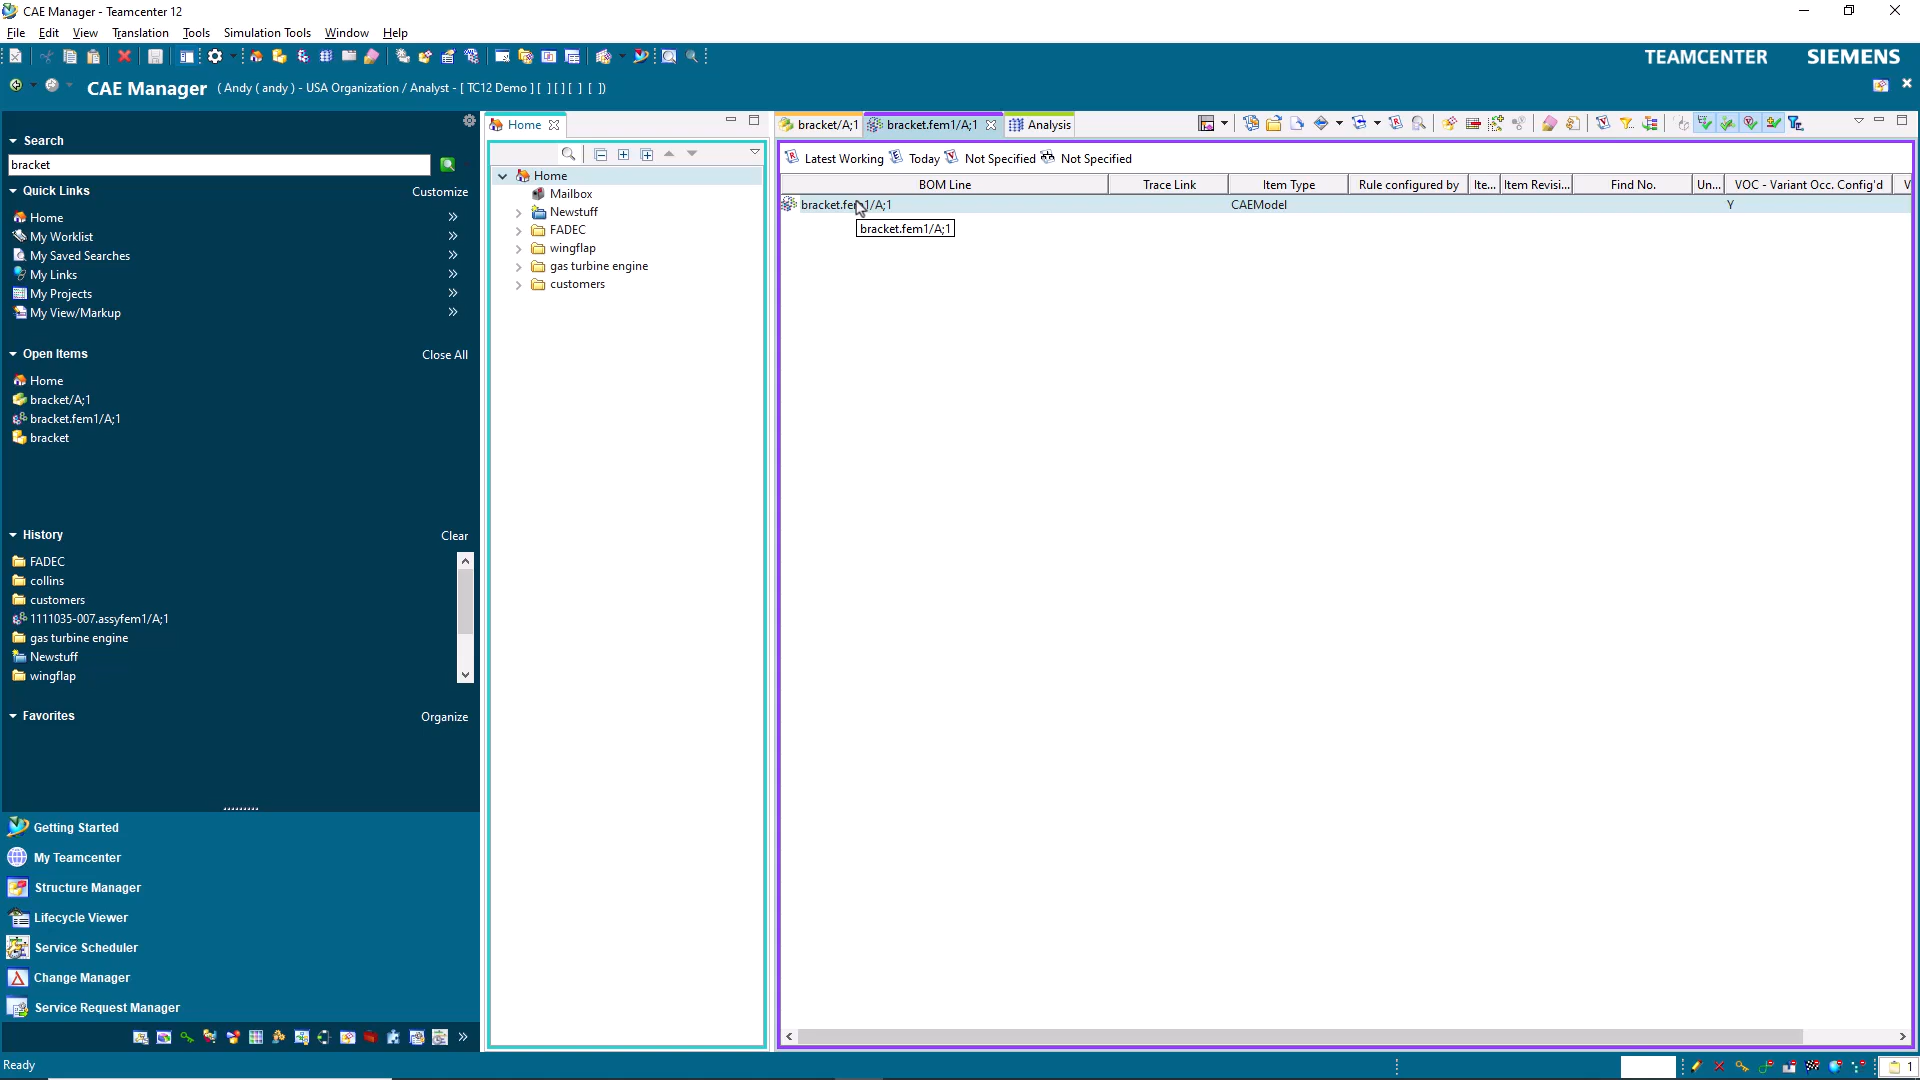 CAE Manager - Teamcenter 12
File Edit View Translation Tools Simulation Tools Window Help
TEAMCENTER SIEMENS
CAE Manager ( Andy ( andy ) - USA Organization / Analyst - [ TC12 Demo ] [ ] [ ] [ ] [ ])
Search
bracket
Quick Links Customize
Home
My Worklist
My Saved Searches
My Links
My Projects
My View/Markup
Open Items Close All
Home
bracket/A;1
bracket.fem1/A;1
bracket
History Clear
FADEC
collins
customers
1111035-007.assyfem1/A;1
gas turbine engine
Newstuff
wingflap
Favorites Organize
Getting Started
My Teamcenter
Structure Manager
Lifecycle Viewer
Service Scheduler
Change Manager
Service Request Manager
Home
Home
Mailbox
Newstuff
FADEC
wingflap
gas turbine engine
customers
bracket/A;1 bracket.fem1/A;1 Analysis
Latest Working Today Not Specified Not Specified
BOM Line Trace Link Item Type Rule configured by Ite... Item Revisi... Find No. Un... VOC - Variant Occ. Config'd V
bracket.fem1/A;1 CAEModel Y
bracket.fem1/A;1
Ready 1